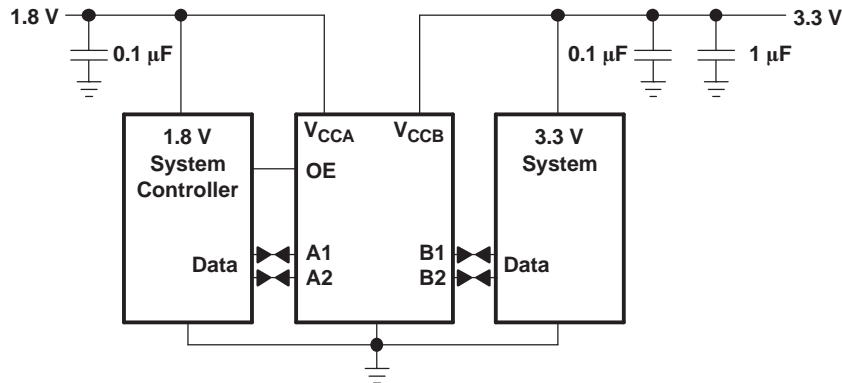 1.8 V
3.3 V
0.1 μF
0.1 μF
1 μF
1.8 V
System
Controller
VCCA
VCCB
OE
3.3 V
System
Data
A1
A2
B1
B2
Data